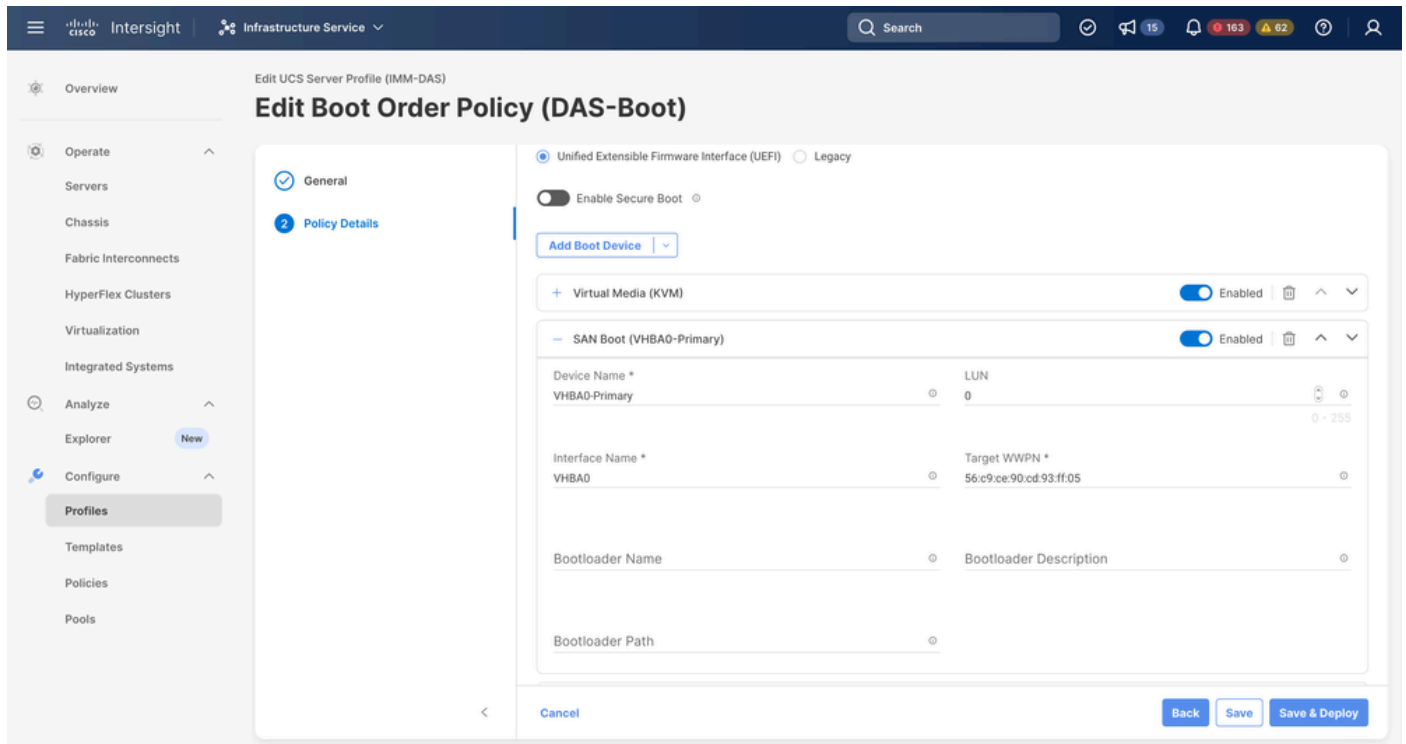 cisco Intersight Infrastructure Service Search 15 163 62
Overview
Operate
Servers
Chassis
Fabric Interconnects
HyperFlex Clusters
Virtualization
Integrated Systems
Analyze
Explorer New
Configure
Profiles
Templates
Policies
Pools
Edit UCS Server Profile (IMM-DAS)
Edit Boot Order Policy (DAS-Boot)
General
2 Policy Details
Unified Extensible Firmware Interface (UEFI) Legacy
Enable Secure Boot
Add Boot Device
+ Virtual Media (KVM) Enabled
− SAN Boot (VHBA0-Primary) Enabled
Device Name * LUN
VHBA0-Primary 0
0 - 255
Interface Name * Target WWPN *
VHBA0 56:c9:ce:90:cd:93:ff:05
Bootloader Name Bootloader Description
Bootloader Path
Cancel Back Save Save & Deploy